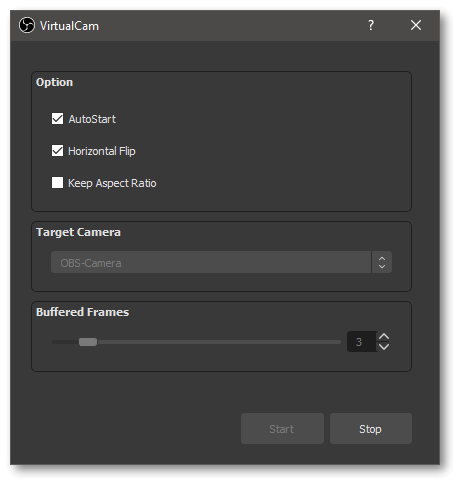 VirtualCam ?
Option
AutoStart
Horizontal Flip
Keep Aspect Ratio
Target Camera
OBS-Camera
Buffered Frames
3
Start Stop